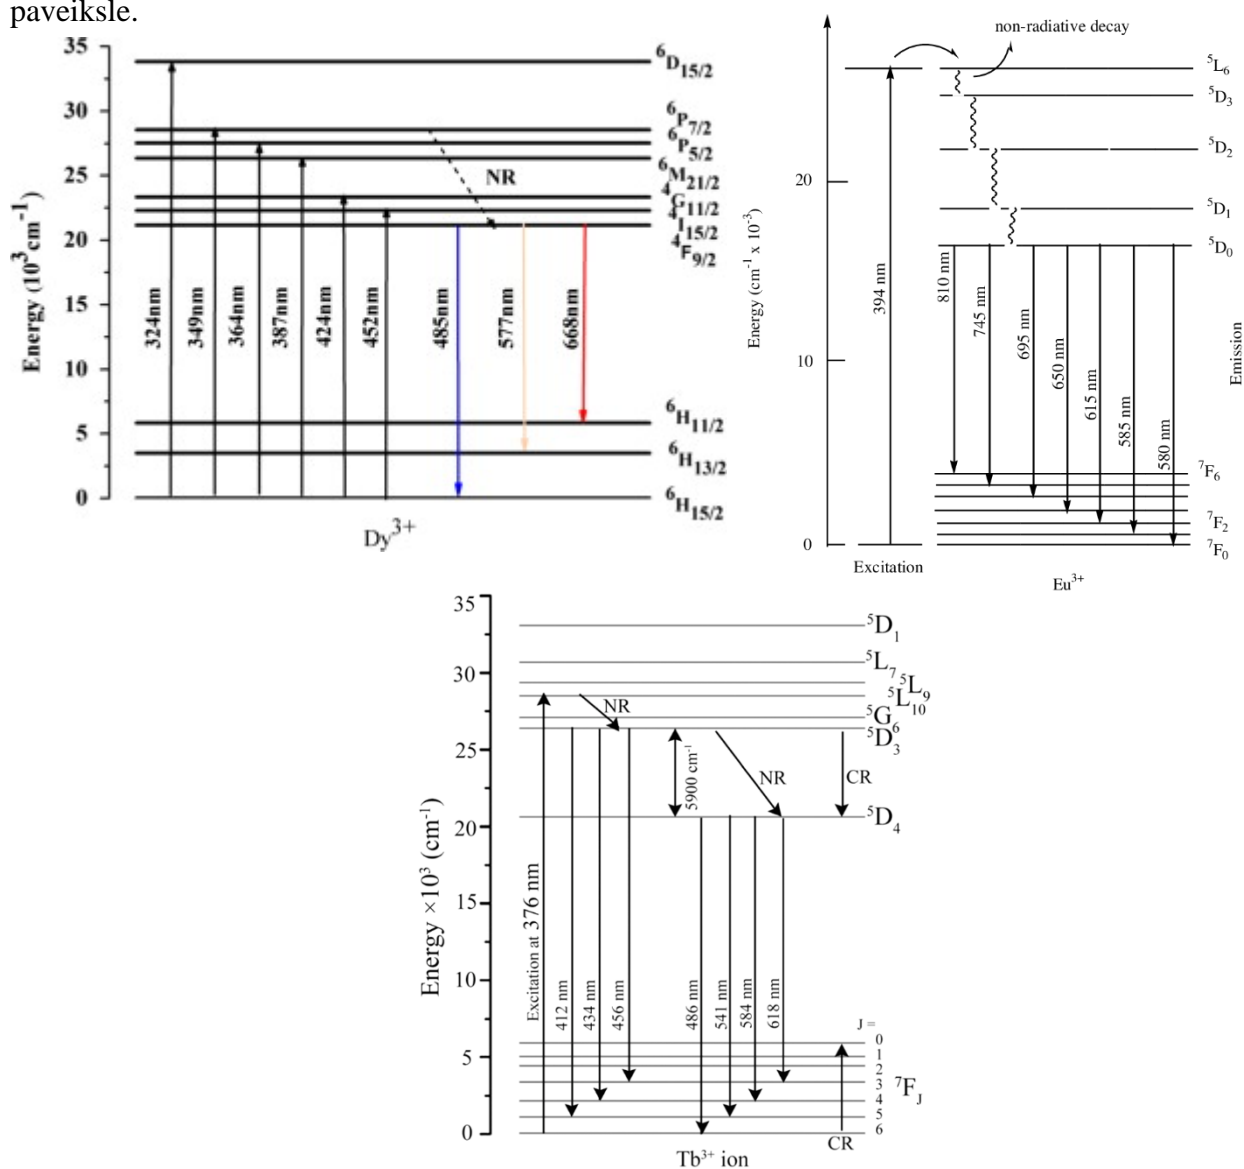 paveiksle.
35
30
25
20
15
10
5
0
Energy (10³cm⁻¹)
⁶D₁₅/₂
⁶P₇/₂
⁶P₅/₂
⁶M₂₁/₂
⁴G₁₁/₂
⁴I₁₅/₂
⁴F₉/₂
NR
324nm
349nm
364nm
387nm
424nm
452nm
485nm
577nm
668nm
⁶H₁₁/₂
⁶H₁₃/₂
⁶H₁₅/₂
Dy³⁺
non-radiative decay
⁵L₆
⁵D₃
⁵D₂
⁵D₁
⁵D₀
20
10
0
Energy (cm⁻¹ x 10⁻³)
394 nm
810 nm
745 nm
695 nm
650 nm
615 nm
585 nm
580 nm
Emission
⁷F₆
⁷F₂
⁷F₀
Excitation
Eu³⁺
35
30
25
20
15
10
5
0
Energy ×10³ (cm⁻¹)
⁵D₁
⁵L₇
⁵L₉
⁵L₁₀
⁵G₆
⁵D₃
⁵D₄
NR
5900 cm⁻¹
NR
CR
Excitation at 376 nm
412 nm
434 nm
456 nm
486 nm
541 nm
584 nm
618 nm
J =
0
1
2
3
4
5
6
⁷F_J
CR
Tb³⁺ ion